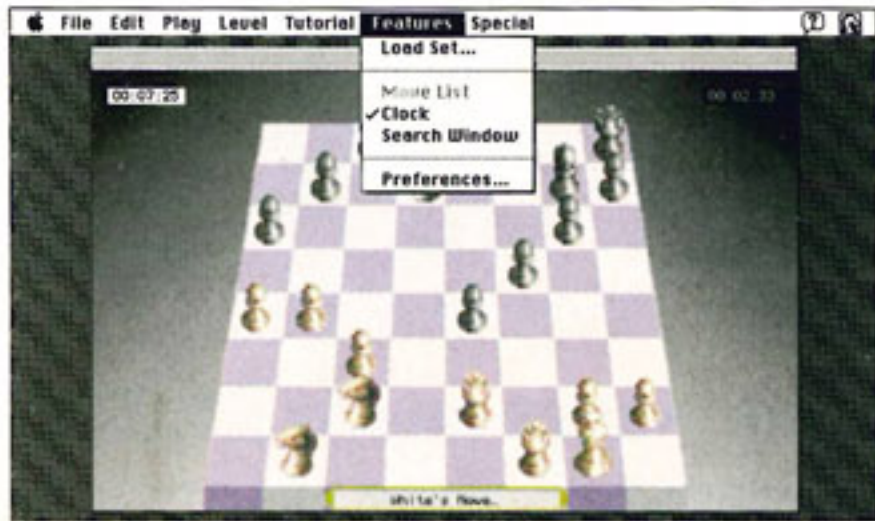 File Edit Play Level Tutorial Features Special
Load Set...
Move List
✓Clock
Search Window
Preferences...
00:07:25
00 02 33
White's Move.